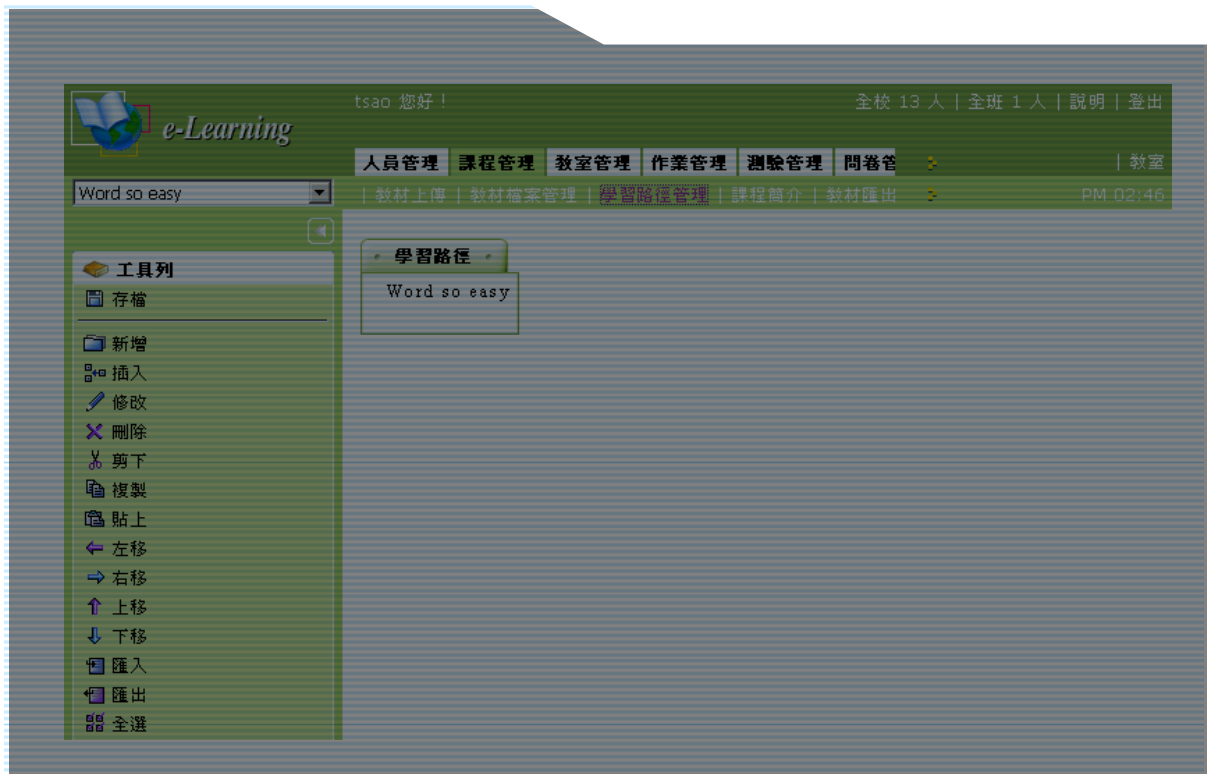 e-Learning
tsao 您好！ 全校 13 人 | 全班 1 人 | 說明 | 登出
人員管理 課程管理 教室管理 作業管理 測驗管理 問卷 | 教室
Word so easy | 教材上傳 | 教材檔案管理 | 學習路徑管理 | 課程簡介 | 教材匯出 PM 02:46
學習路徑
Word so easy
工具列
存檔
新增
插入
修改
刪除
剪下
複製
貼上
左移
右移
上移
下移
匯入
匯出
全選